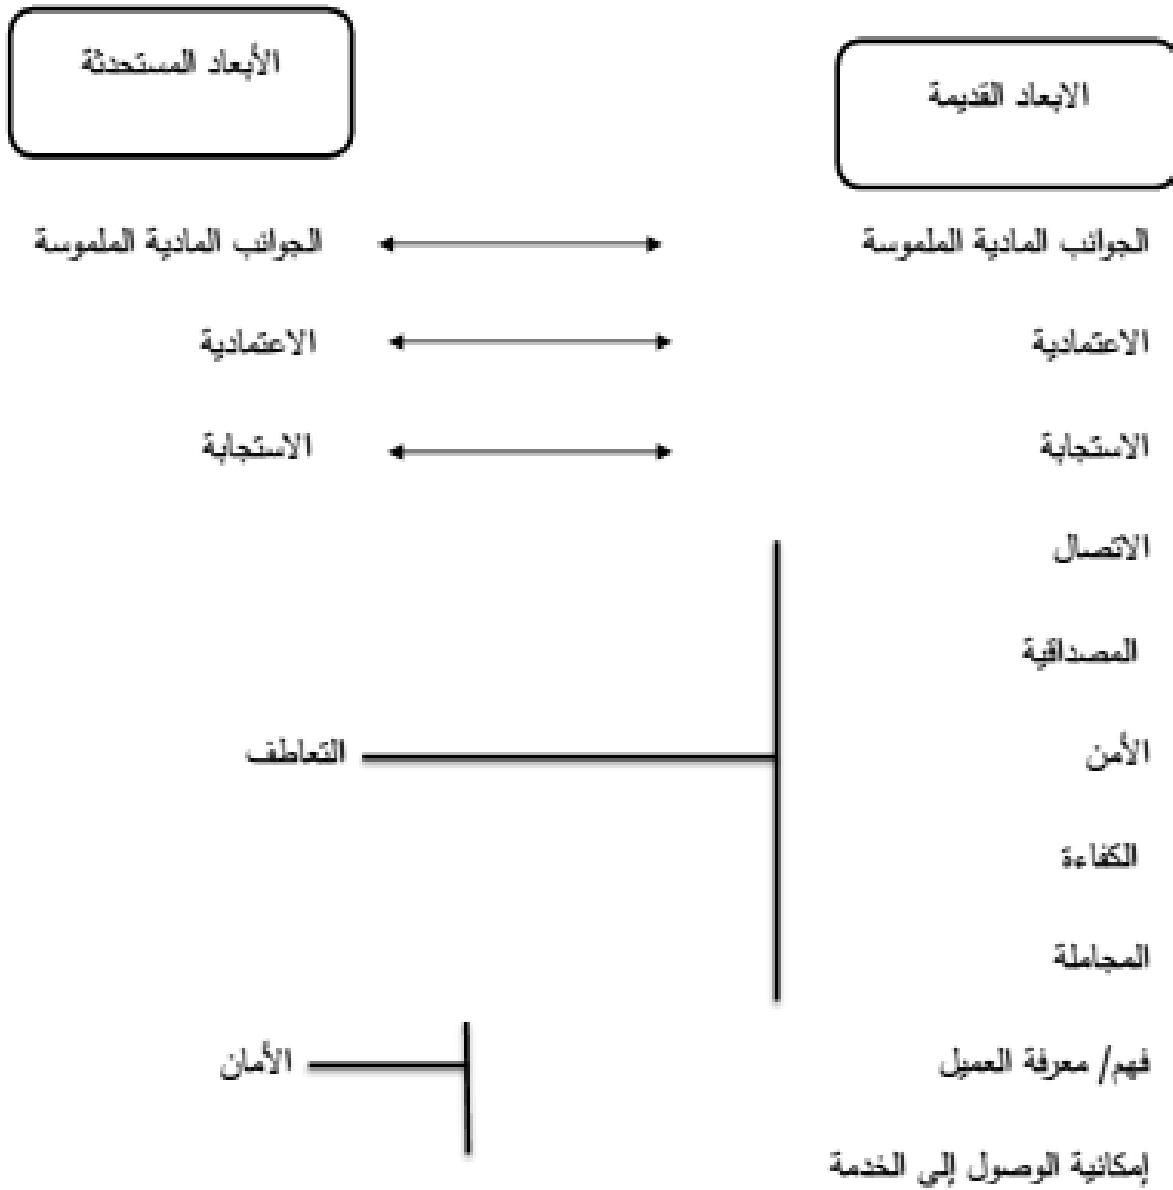 الابعاد القديمة
الأبعاد المستحدثة
الجوانب المادية الملموسة
الجوانب المادية الملموسة
الاعتمادية
الاعتمادية
الاستجابة
الاستجابة
الاتصال
المصداقية
الأمن
التعاطف
الكفاءة
المجاملة
فهم/ معرفة العميل
الأمان
إمكانية الوصول إلي الخدمة